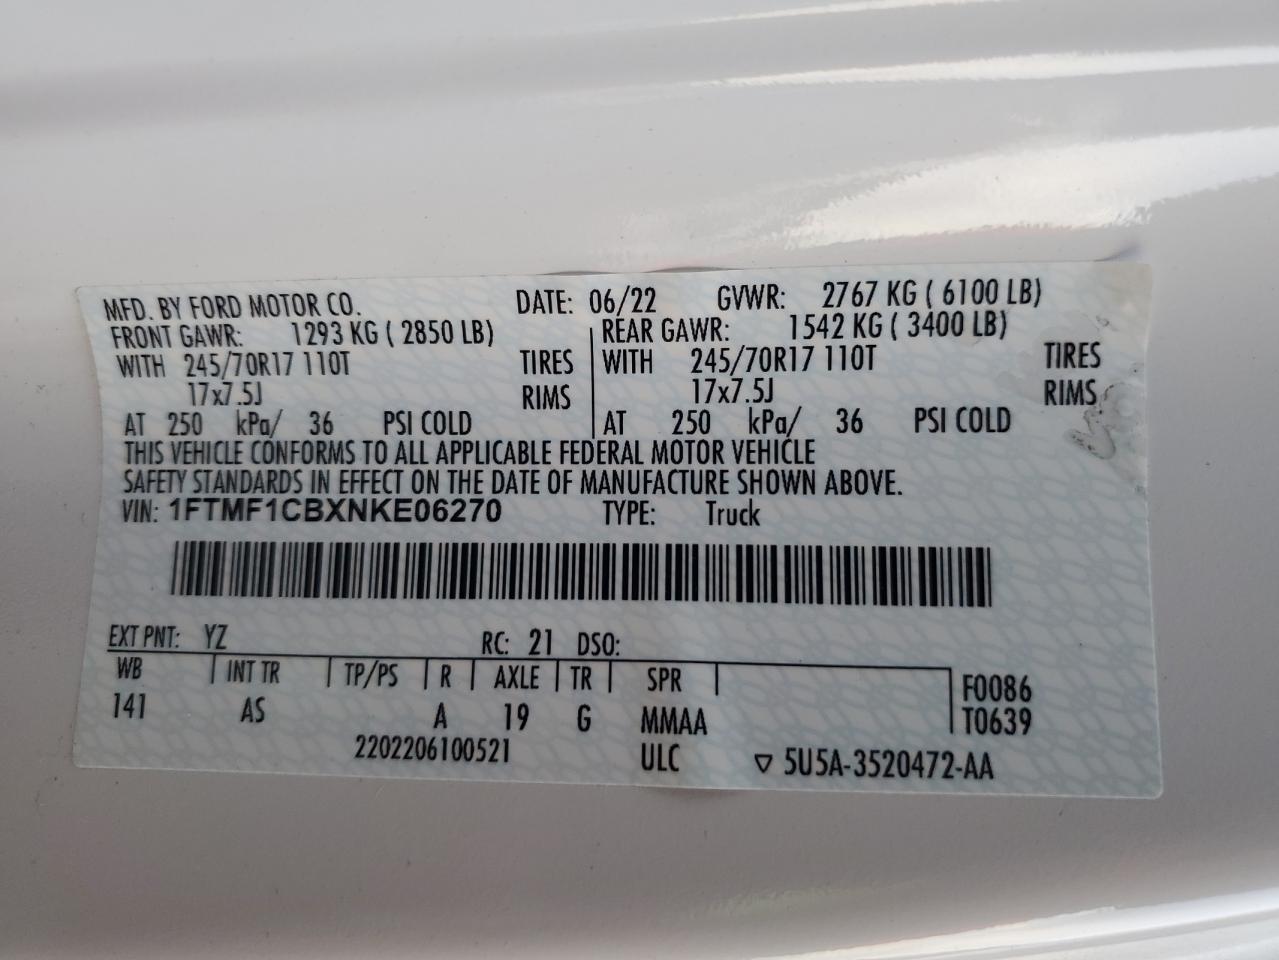 MFD. BY FORD MOTOR CO. DATE: 06/22 GVWR: 2767 KG ( 6100 LB)
FRONT GAWR: 1293 KG ( 2850 LB) REAR GAWR: 1542 KG ( 3400 LB)
WITH 245/70R17 110T TIRES WITH 245/70R17 110T TIRES
17x7.5J RIMS 17x7.5J RIMS
AT 250 kPa/ 36 PSI COLD AT 250 kPa/ 36 PSI COLD
THIS VEHICLE CONFORMS TO ALL APPLICABLE FEDERAL MOTOR VEHICLE
SAFETY STANDARDS IN EFFECT ON THE DATE OF MANUFACTURE SHOWN ABOVE.
VIN: 1FTMF1CBXNKE06270 TYPE: Truck
EXT PNT: YZ RC: 21 DSO:
WB INT TR TP/PS R AXLE TR SPR F0086
141 AS A 19 G MMAA T0639
2202206100521 ULC ▽ 5U5A-3520472-AA